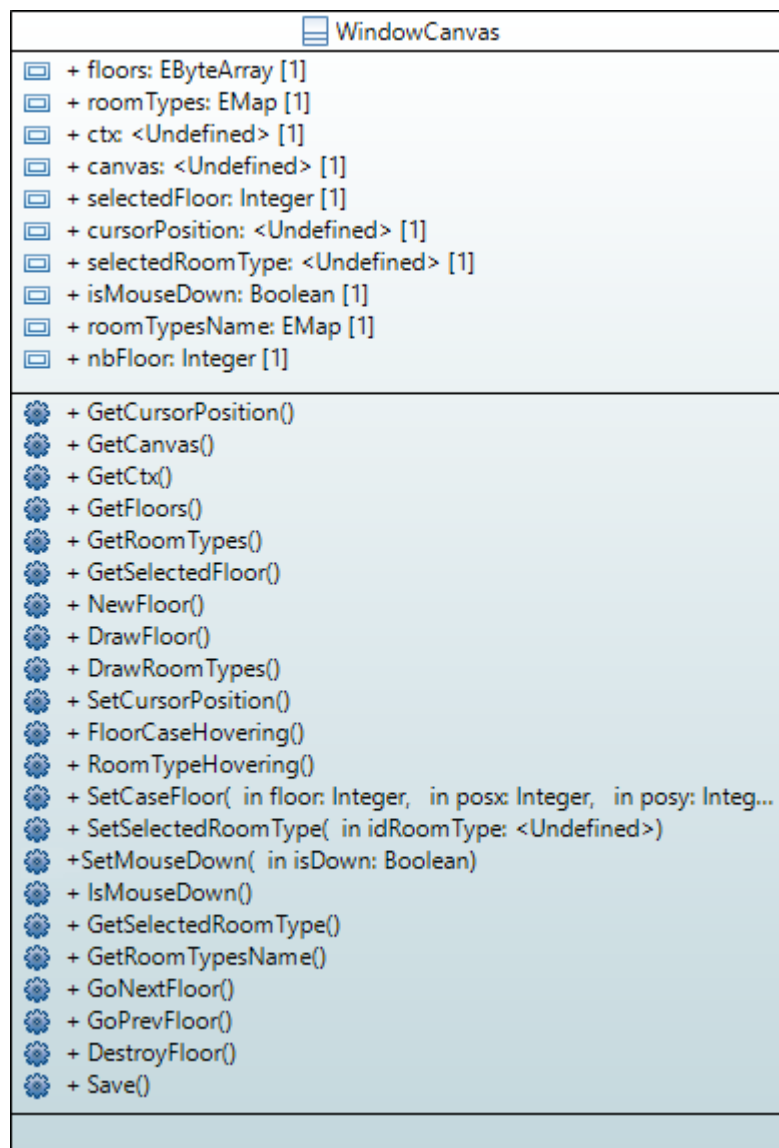 WindowCanvas
+ floors: EByteArray [1]
+ roomTypes: EMap [1]
+ ctx: <Undefined> [1]
+ canvas: <Undefined> [1]
+ selectedFloor: Integer [1]
+ cursorPosition: <Undefined> [1]
+ selectedRoomType: <Undefined> [1]
+ isMouseDown: Boolean [1]
+ roomTypesName: EMap [1]
+ nbFloor: Integer [1]
+ GetCursorPosition()
+ GetCanvas()
+ GetCtx()
+ GetFloors()
+ GetRoomTypes()
+ GetSelectedFloor()
+ NewFloor()
+ DrawFloor()
+ DrawRoomTypes()
+ SetCursorPosition()
+ FloorCaseHovering()
+ RoomTypeHovering()
+ SetCaseFloor( in floor: Integer, in posx: Integer, in posy: Integ...
+ SetSelectedRoomType( in idRoomType: <Undefined>)
+SetMouseDown( in isDown: Boolean)
+ IsMouseDown()
+ GetSelectedRoomType()
+ GetRoomTypesName()
+ GoNextFloor()
+ GoPrevFloor()
+ DestroyFloor()
+ Save()